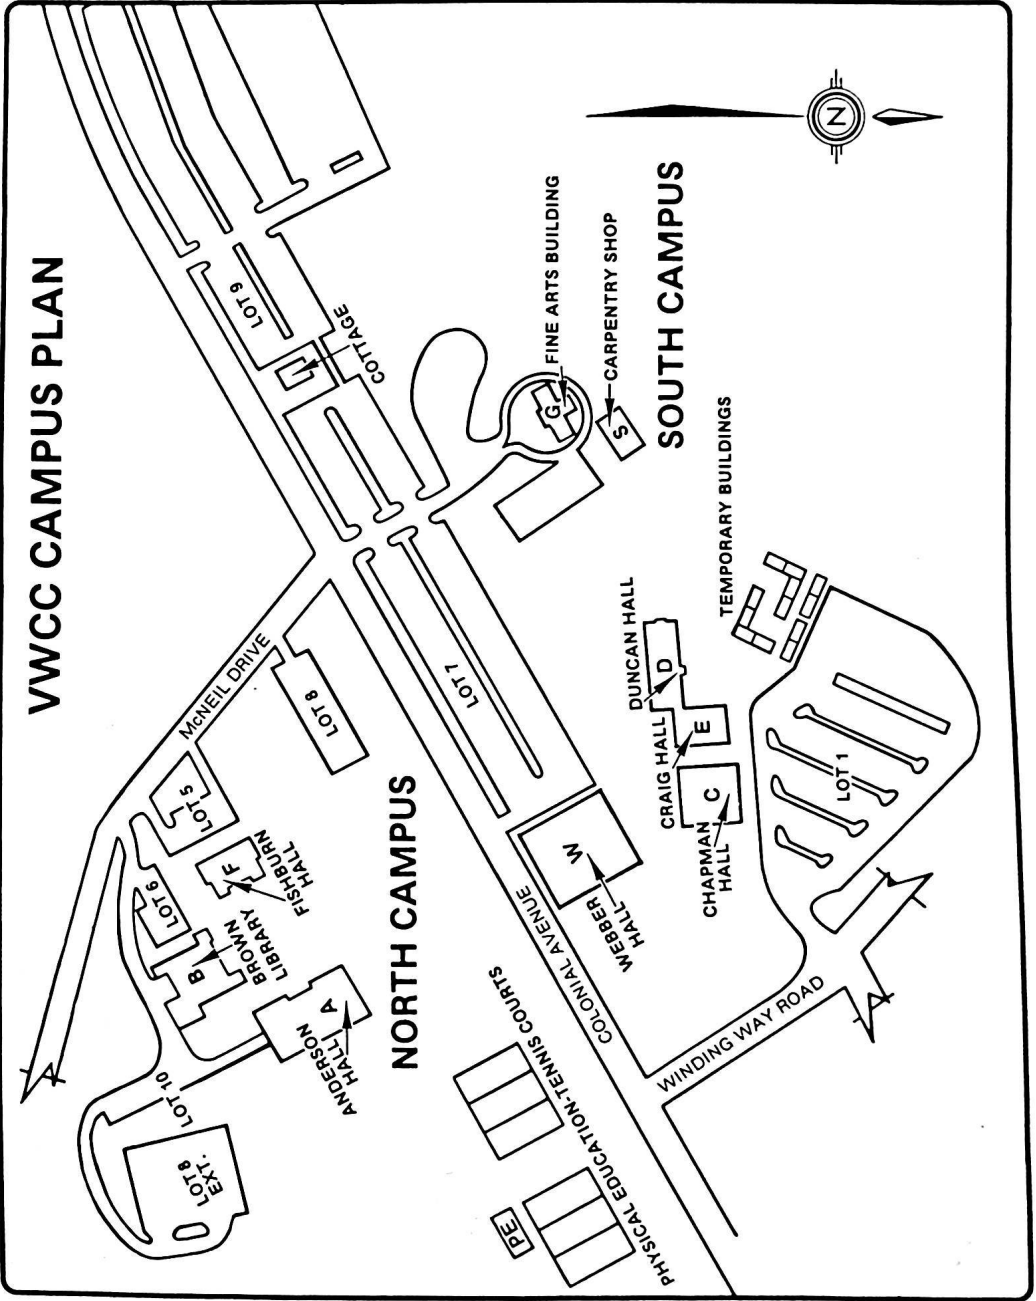 VWCC CAMPUS PLAN
N
LOT 9
COTTAGE
FINE ARTS BUILDING
G
CARPENTRY SHOP
S
SOUTH CAMPUS
McNEIL DRIVE
LOT 8
LOT 7
TEMPORARY BUILDINGS
DUNCAN HALL
D
CRAIG HALL
E
CHAPMAN
HALL
C
LOT 1
LOT 5
LOT 6
F
FISHBURN
HALL
B
BROWN
LIBRARY
NORTH CAMPUS
A
ANDERSON
HALL
W
WEBBER
HALL
COLONIAL AVENUE
WINDING WAY ROAD
LOT 10
LOT 8
EXT.
PHYSICAL EDUCATION-TENNIS COURTS
PE